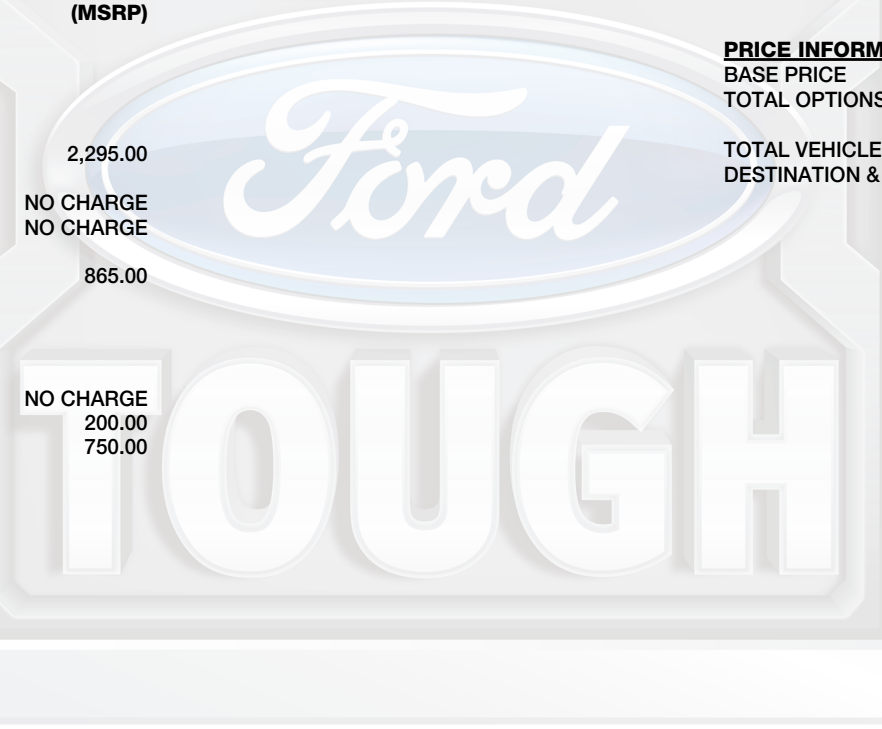 (MSRP)
2,295.00
NO CHARGE
NO CHARGE
865.00
NO CHARGE
200.00
750.00
PRICE INFORM
BASE PRICE
TOTAL OPTIONS
TOTAL VEHICLE
DESTINATION &
Ford
TOUGH